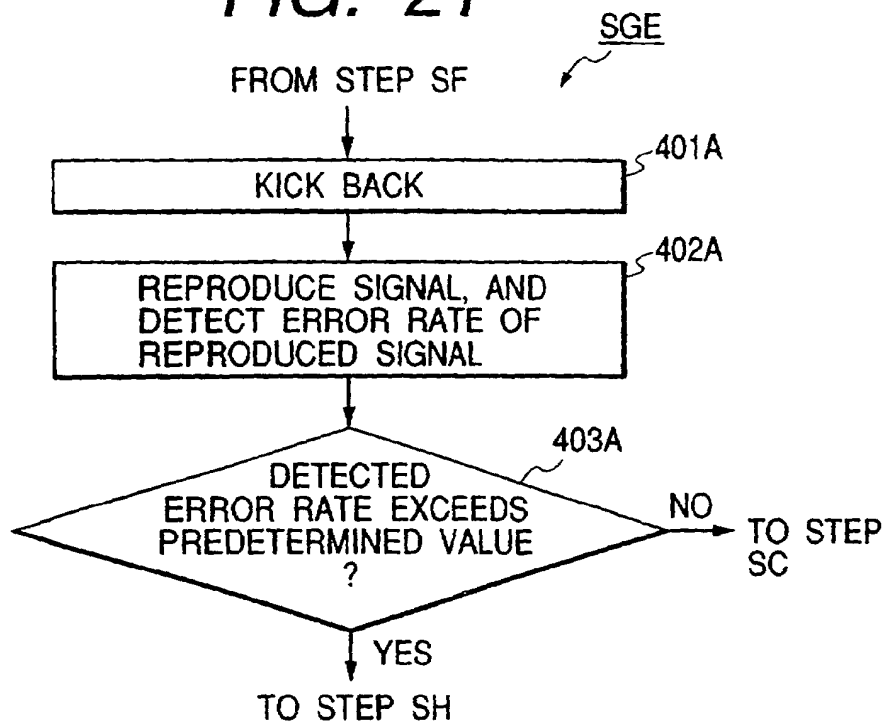 FIG. 21
SGE
FROM STEP SF
401A
KICK BACK
402A
REPRODUCE SIGNAL, AND
DETECT ERROR RATE OF
REPRODUCED SIGNAL
403A
DETECTED
ERROR RATE EXCEEDS
PREDETERMINED VALUE
?
NO
TO STEP
SC
YES
TO STEP SH